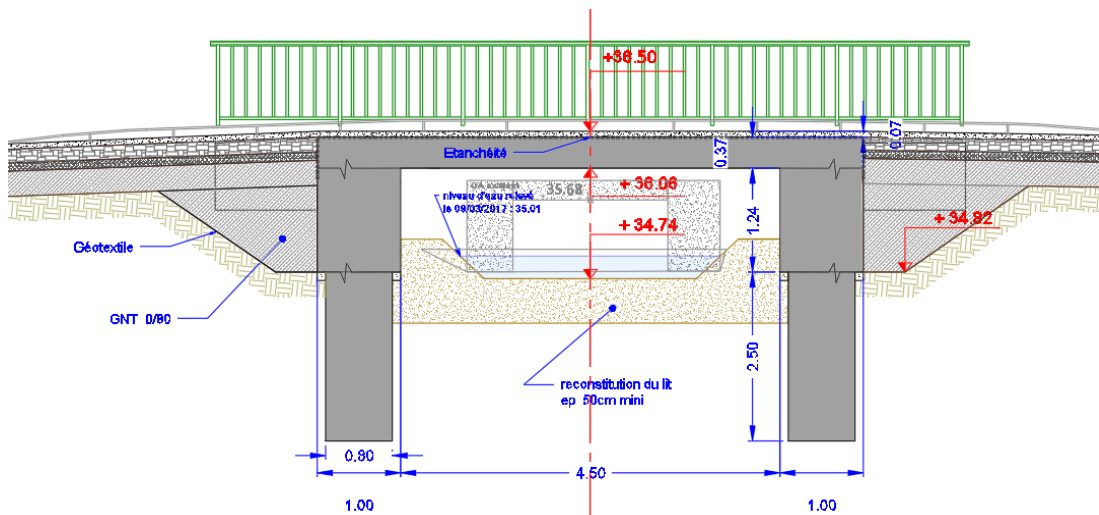 +36.50
0.07
Etanchéité
0.37
35.68
+36.06
niveau d'eau relevé
le 09/03/2017 : 35.01
+34.74
1.24
+ 34.82
Géotextile
GNT 0/80
2.50
reconstitution du lit
ep 50cm mini
0.80
4.50
1.00
1.00